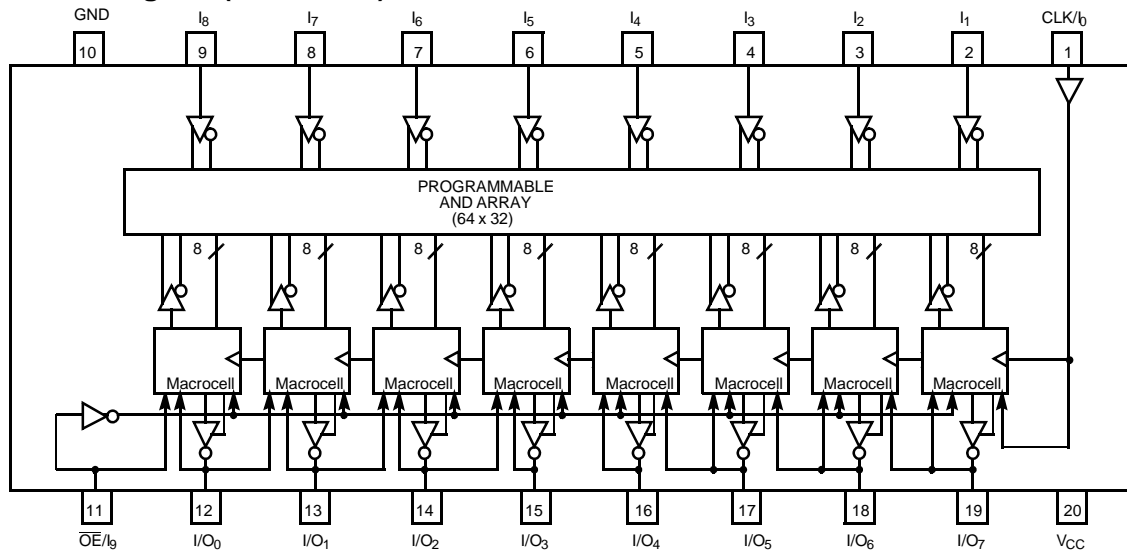 GND I8 I7 I6 I5 I4 I3 I2 I1 CLK/I0
10 9 8 7 6 5 4 3 2 1
PROGRAMMABLE
AND ARRAY
(64 x 32)
8 8 8 8 8 8 8 8
Macrocell Macrocell Macrocell Macrocell Macrocell Macrocell Macrocell Macrocell
11 12 13 14 15 16 17 18 19 20
OE/I9 I/O0 I/O1 I/O2 I/O3 I/O4 I/O5 I/O6 I/O7 VCC